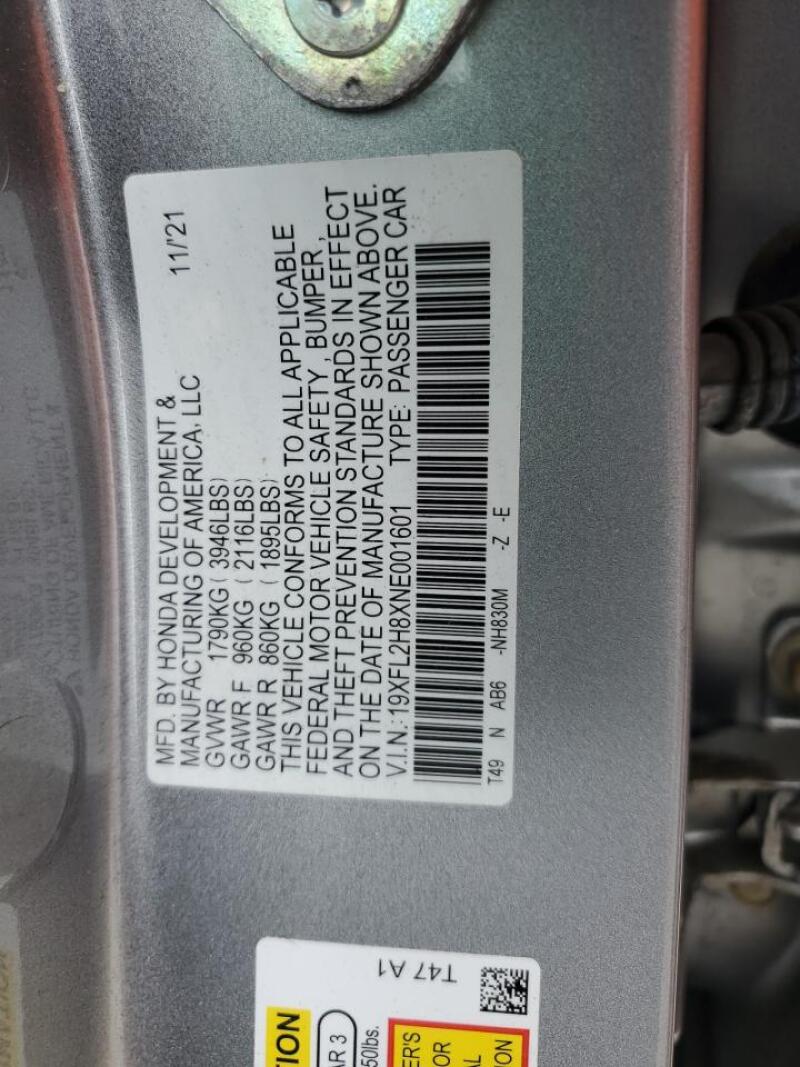 MFD. BY HONDA DEVELOPMENT & 11/'21
MANUFACTURING OF AMERICA, LLC
GVWR 1790KG ( 3946LBS)
GAWR F 960KG ( 2116LBS)
GAWR R 860KG ( 1895LBS)
THIS VEHICLE CONFORMS TO ALL APPLICABLE
FEDERAL MOTOR VEHICLE SAFETY , BUMPER ,
AND THEFT PREVENTION STANDARDS IN EFFECT
ON THE DATE OF MANUFACTURE SHOWN ABOVE.
V.I.N.: 19XFL2H8XNE001601 TYPE: PASSENGER CAR
T49 N AB6 -NH830M -Z -E
T47 A1